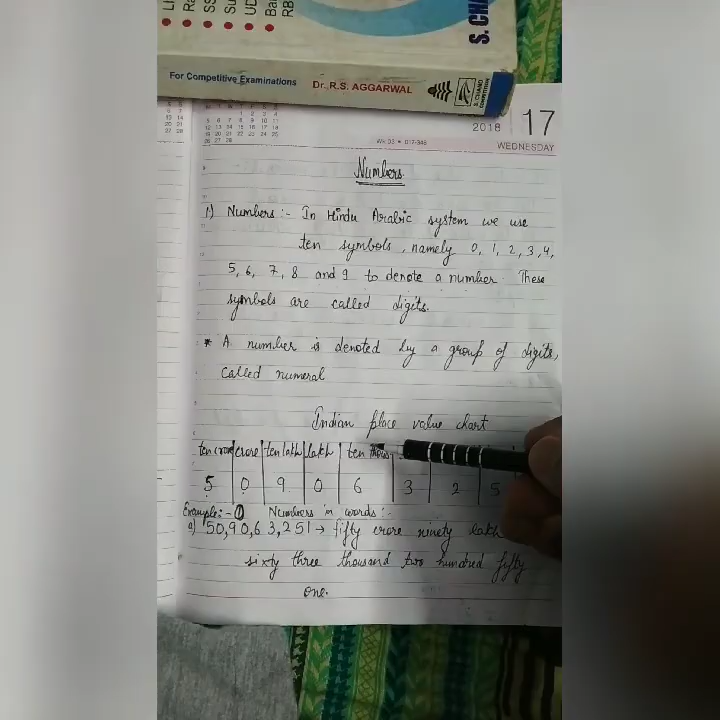 S. CH
For Competitive Examinations Dr. R.S. AGGARWAL
2018 17
WEDNESDAY
Numbers
1) Numbers:- In Hindu Arabic system we use
ten symbols, namely 0, 1, 2, 3, 4,
5, 6, 7, 8 and 9 to denote a number. These
symbols are called digits.
* A number is denoted by a group of digits,
called numeral
Indian place value chart
ten crore crore ten lakh lakh ten thous
5 0 9 0 6 3 2 5
Example:- 1 Numbers in words:-
a) 50,90,63,251 → fifty crore ninety lakh
sixty three thousand two hundred fifty
one.